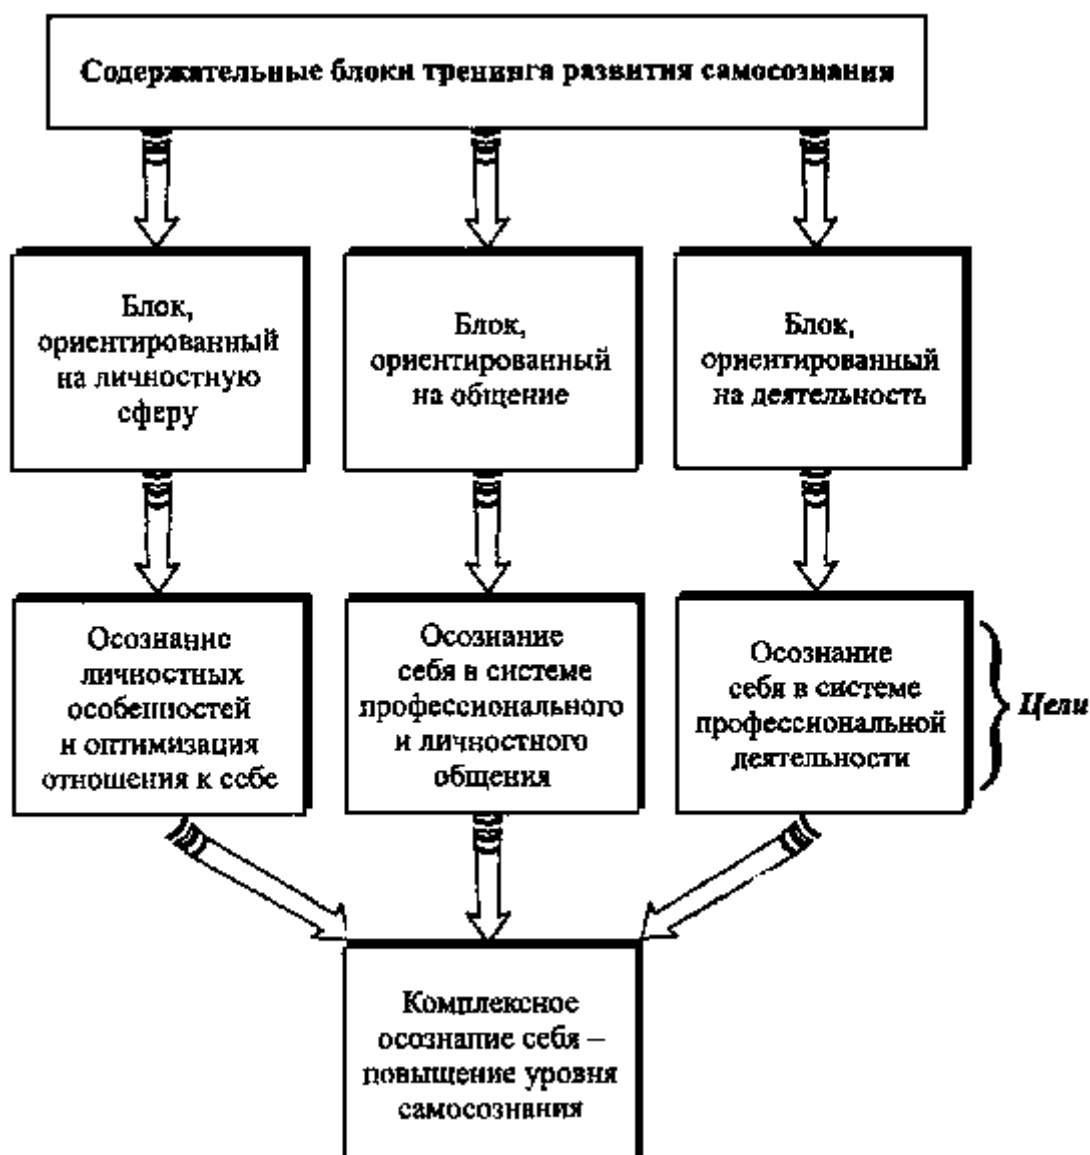 Содержательные блоки тренинга развития самосознания
Блок,
ориентированный
на личностную
сферу
Блок,
ориентированный
на общение
Блок,
ориентированный
на деятельность
Осознание
личностных
особенностей
и оптимизация
отношения к себе
Осознание
себя в системе
профессионального
и личностного
общения
Осознание
себя в системе
профессиональной
деятельности
Цели
Комплексное
осознание себя –
повышение уровня
самосознания